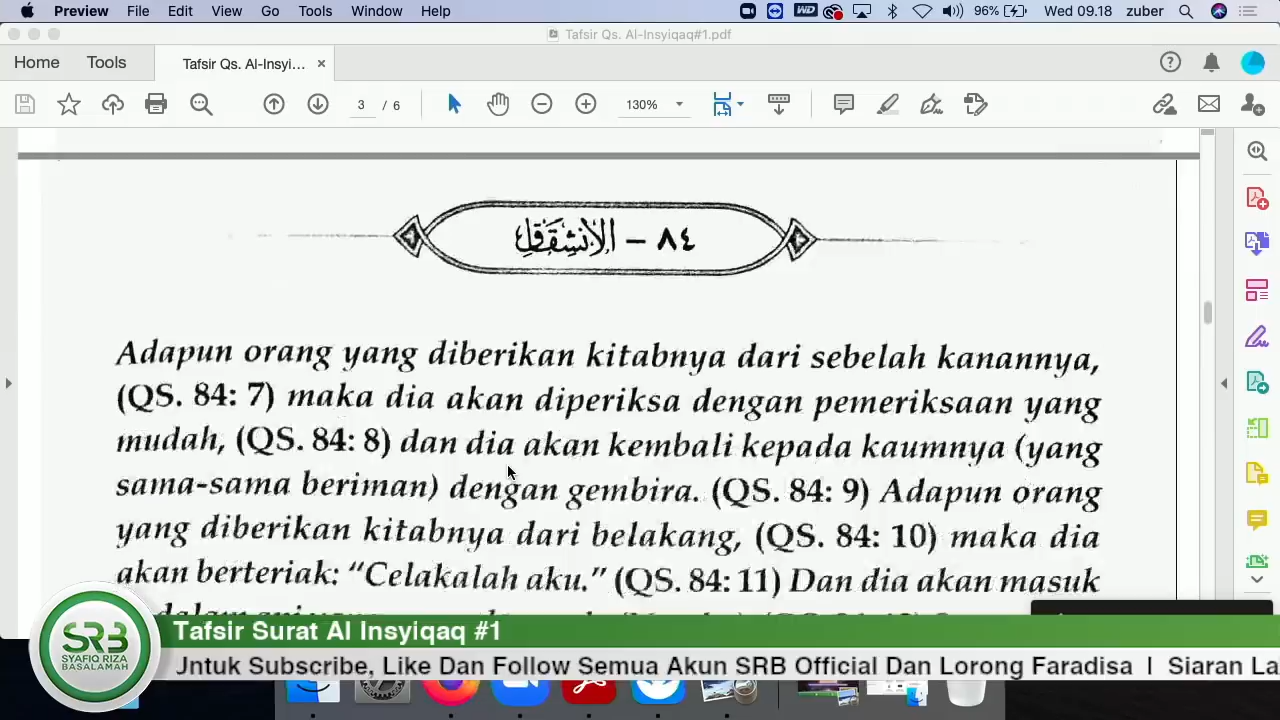 Preview File Edit View Go Tools Window Help 96% Wed 09.18 zuber
Tafsir Qs. Al-Insyiqaq#1.pdf
Home Tools Tafsir Qs. Al-Insyi... ×
3 / 6 130%
٨٤ – الإنشقاق
Adapun orang yang diberikan kitabnya dari sebelah kanannya,
(QS. 84: 7) maka dia akan diperiksa dengan pemeriksaan yang
mudah, (QS. 84: 8) dan dia akan kembali kepada kaumnya (yang
sama-sama beriman) dengan gembira. (QS. 84: 9) Adapun orang
yang diberikan kitabnya dari belakang, (QS. 84: 10) maka dia
akan berteriak: “Celakalah aku.” (QS. 84: 11) Dan dia akan masuk
SRB
SYAFIQ RIZA
BASALAMAH
Tafsir Surat Al Insyiqaq #1
Jntuk Subscribe, Like Dan Follow Semua Akun SRB Official Dan Lorong Faradisa I Siaran La